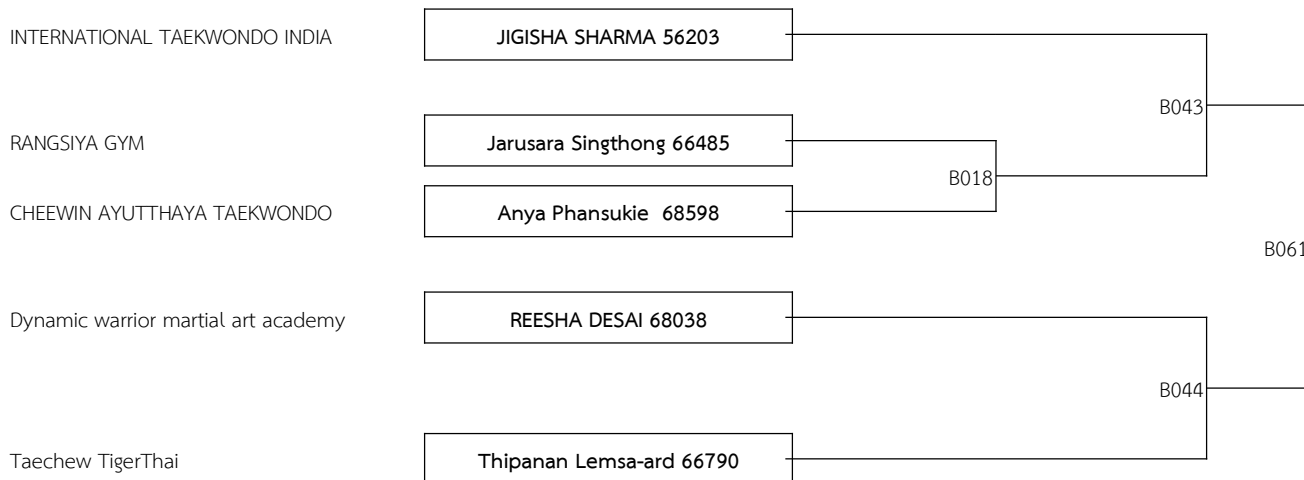 INTERNATIONAL TAEKWONDO INDIA
JIGISHA SHARMA 56203
B043
RANGSIYA GYM
Jarusara Singthong 66485
B018
CHEEWIN AYUTTHAYA TAEKWONDO
Anya Phansukie 68598
B061
Dynamic warrior martial art academy
REESHA DESAI 68038
B044
Taechew TigerThai
Thipanan Lemsa-ard 66790